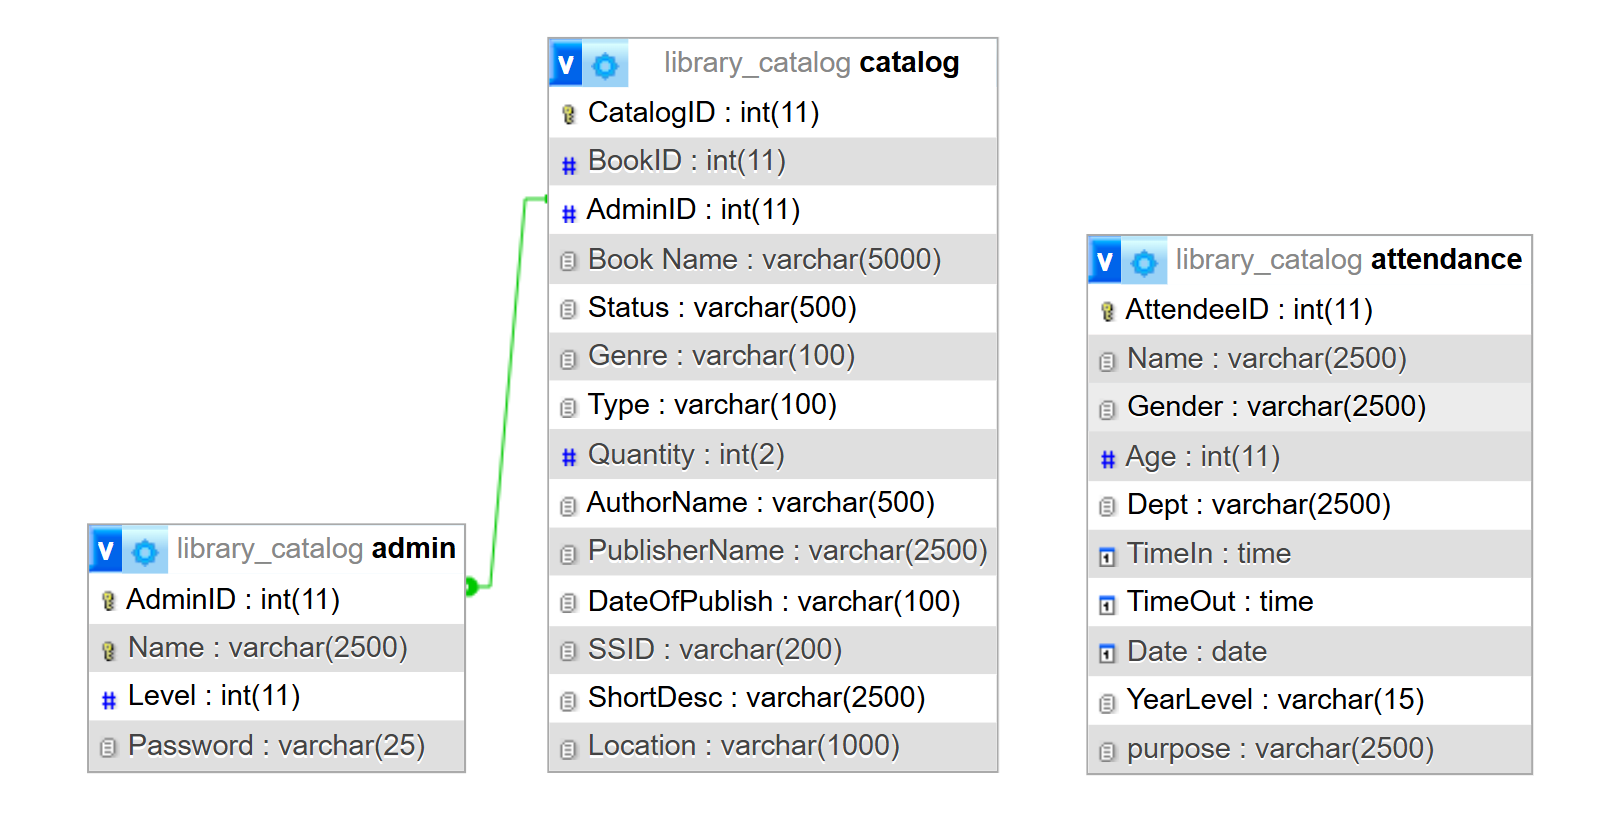 v library_catalog catalog
CatalogID : int(11)
# BookID : int(11)
# AdminID : int(11)
Book Name : varchar(5000)
Status : varchar(500)
Genre : varchar(100)
Type : varchar(100)
# Quantity : int(2)
AuthorName : varchar(500)
PublisherName : varchar(2500)
DateOfPublish : varchar(100)
SSID : varchar(200)
ShortDesc : varchar(2500)
Location : varchar(1000)
v library_catalog admin
AdminID : int(11)
Name : varchar(2500)
# Level : int(11)
Password : varchar(25)
v library_catalog attendance
AttendeeID : int(11)
Name : varchar(2500)
Gender : varchar(2500)
# Age : int(11)
Dept : varchar(2500)
1 TimeIn : time
1 TimeOut : time
1 Date : date
YearLevel : varchar(15)
purpose : varchar(2500)